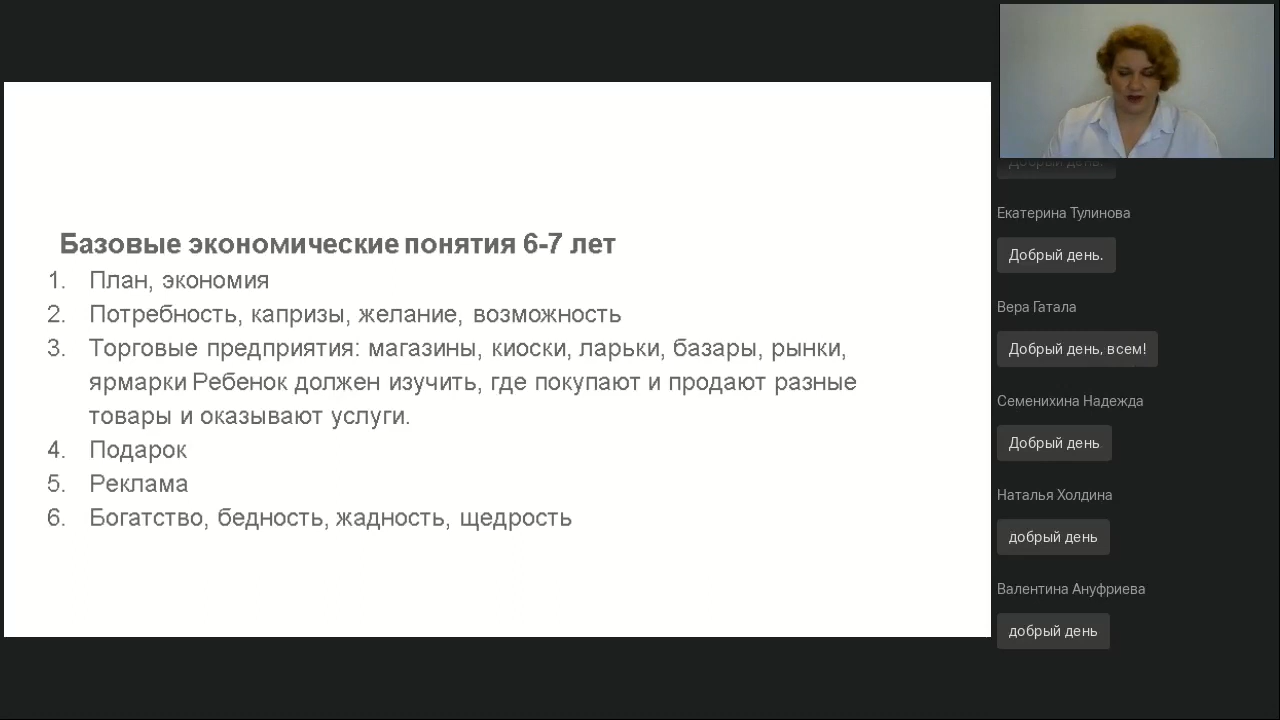 Базовые экономические понятия 6-7 лет
1. План, экономия
2. Потребность, капризы, желание, возможность
3. Торговые предприятия: магазины, киоски, ларьки, базары, рынки,
ярмарки Ребенок должен изучить, где покупают и продают разные
товары и оказывают услуги.
4. Подарок
5. Реклама
6. Богатство, бедность, жадность, щедрость
Добрый день.
Екатерина Тулинова
Добрый день.
Вера Гатала
Добрый день, всем!
Семенихина Надежда
Добрый день
Наталья Холдина
добрый день
Валентина Ануфриева
добрый день